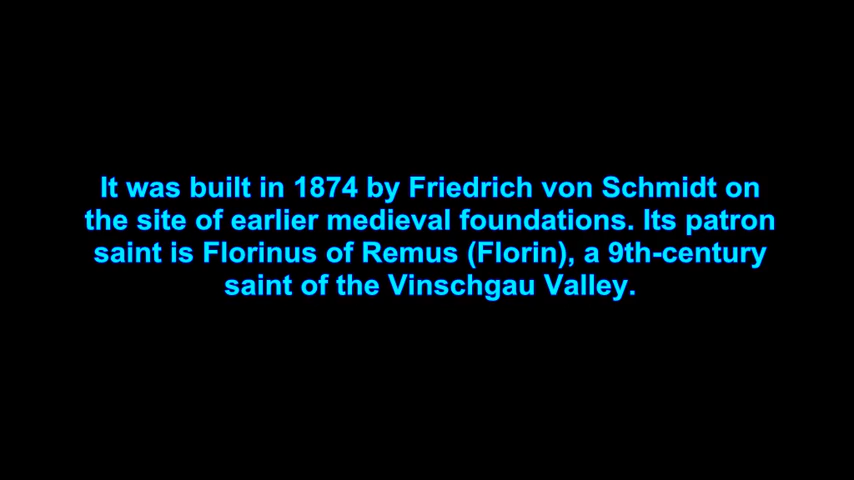 It was built in 1874 by Friedrich von Schmidt on
the site of earlier medieval foundations. Its patron
saint is Florinus of Remus (Florin), a 9th-century
saint of the Vinschgau Valley.